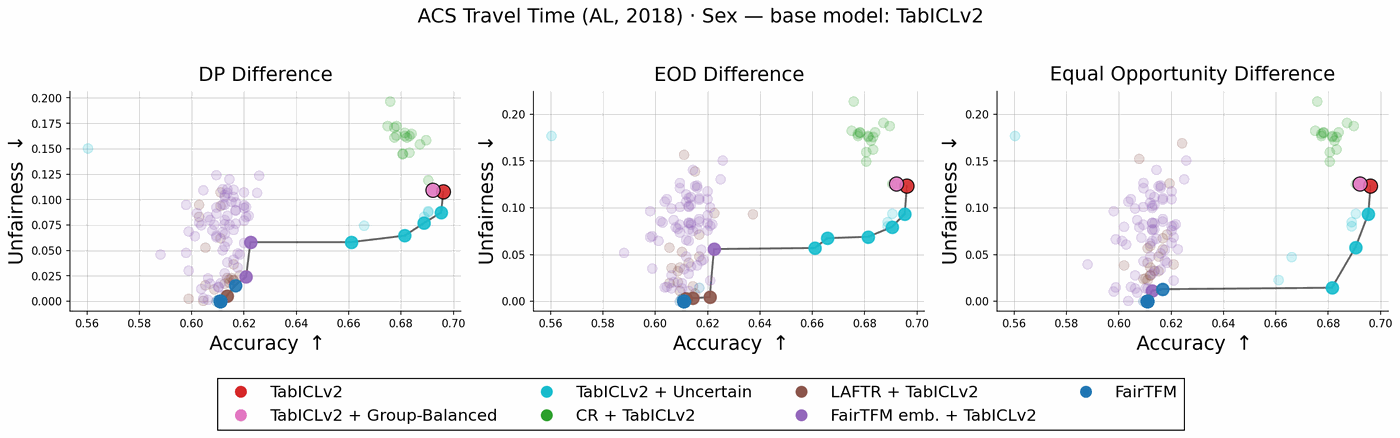 ACS Travel Time (AL, 2018) · Sex — base model: TabICLv2
DP Difference
EOD Difference
Equal Opportunity Difference
Unfairness ↓
0.200
0.175
0.150
0.125
0.100
0.075
0.050
0.025
0.000
0.56 0.58 0.60 0.62 0.64 0.66 0.68 0.70
Accuracy ↑
Unfairness ↓
0.20
0.15
0.10
0.05
0.00
0.56 0.58 0.60 0.62 0.64 0.66 0.68 0.70
Accuracy ↑
Unfairness ↓
0.20
0.15
0.10
0.05
0.00
0.56 0.58 0.60 0.62 0.64 0.66 0.68 0.70
Accuracy ↑
TabICLv2
TabICLv2 + Uncertain
LAFTR + TabICLv2
FairTFM
TabICLv2 + Group-Balanced
CR + TabICLv2
FairTFM emb. + TabICLv2